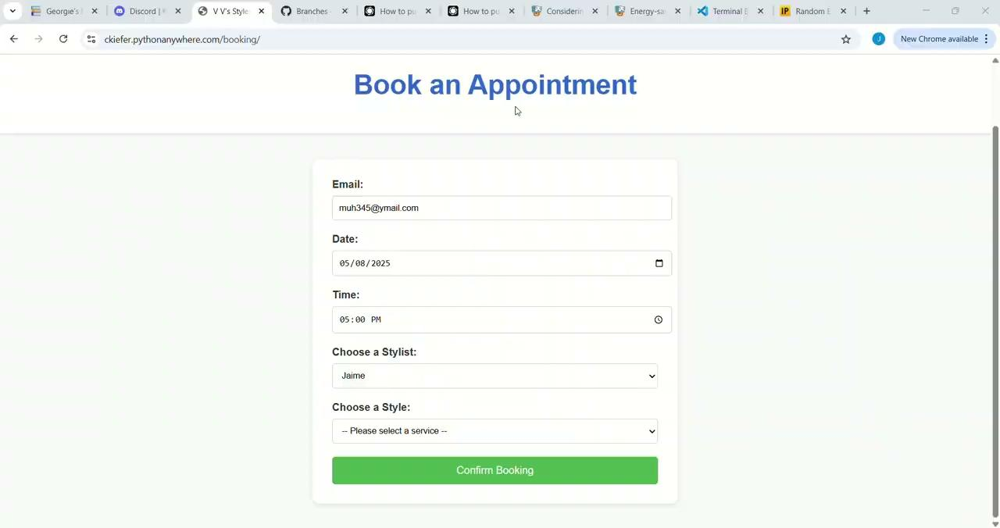 Georgie's
Discord |
V V's Style
Branches -
How to pu
How to pu
Considerin
Energy-sa
Terminal
Random
ckiefer.pythonanywhere.com/booking/
J
New Chrome available
Book an Appointment
Email:
muh345@ymail.com
Date:
05/08/2025
Time:
05:00 PM
Choose a Stylist:
Jaime
Choose a Style:
-- Please select a service --
Confirm Booking